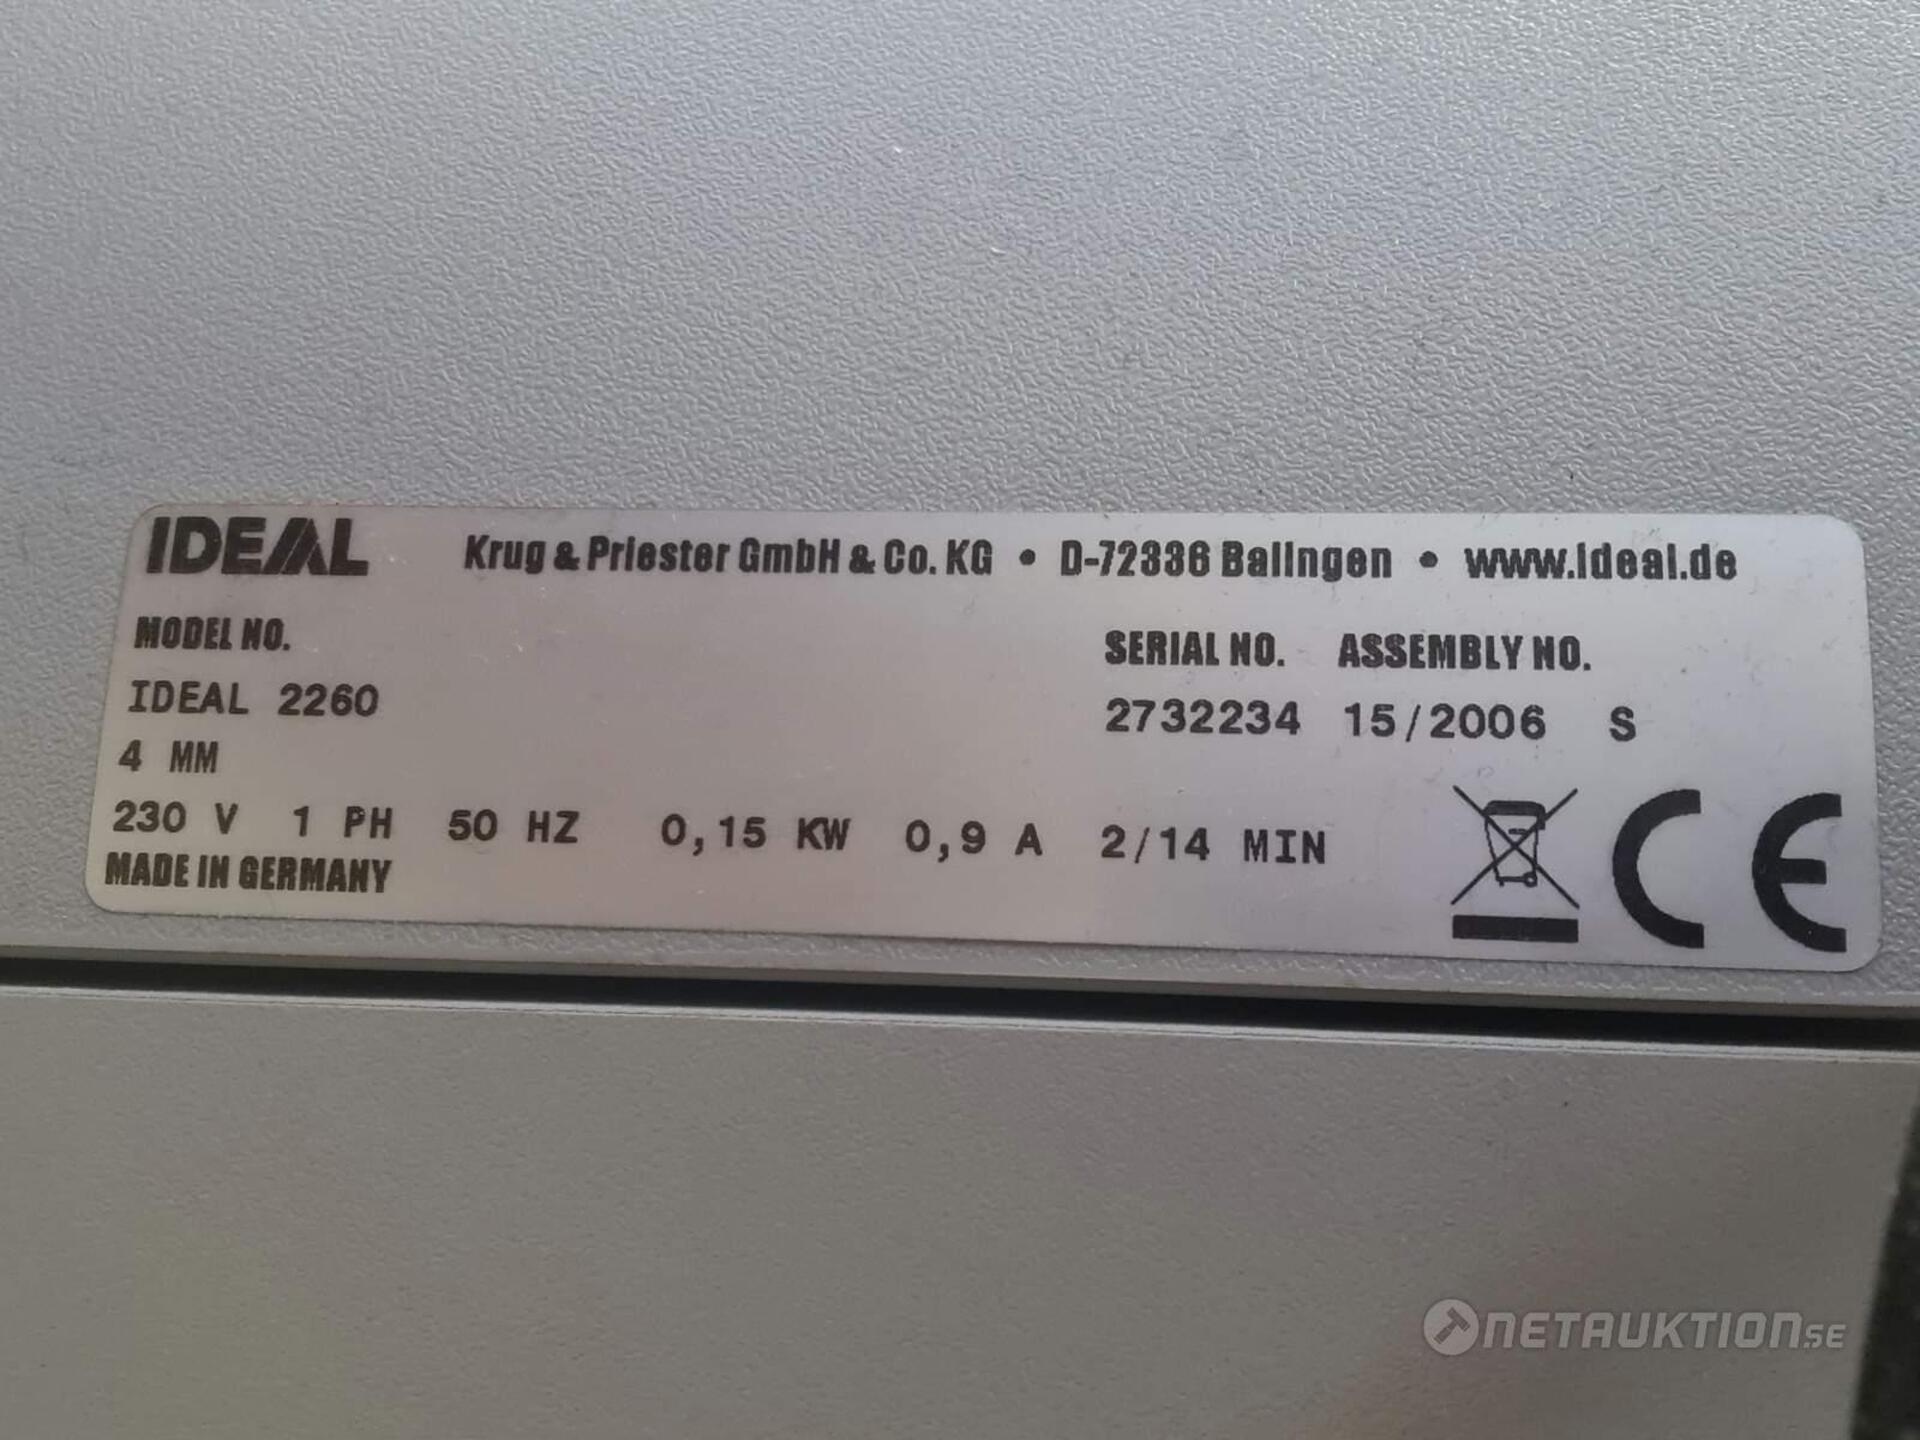 IDEAL Krug & Priester GmbH & Co. KG • D-72336 Balingen • www.ideal.de
MODEL NO. SERIAL NO. ASSEMBLY NO.
IDEAL 2260 2732234 15/2006 S
4 MM
230 V 1 PH 50 HZ 0,15 KW 0,9 A 2/14 MIN
MADE IN GERMANY
CE
NETAUKTION.SE